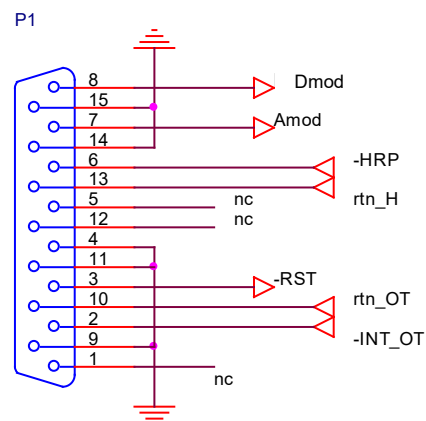 P1
8 Dmod
15
7 Amod
14
6 -HRP
13 rtn_H
5 nc
12 nc
4
11
3 -RST
10 rtn_OT
2 -INT_OT
9
1 nc